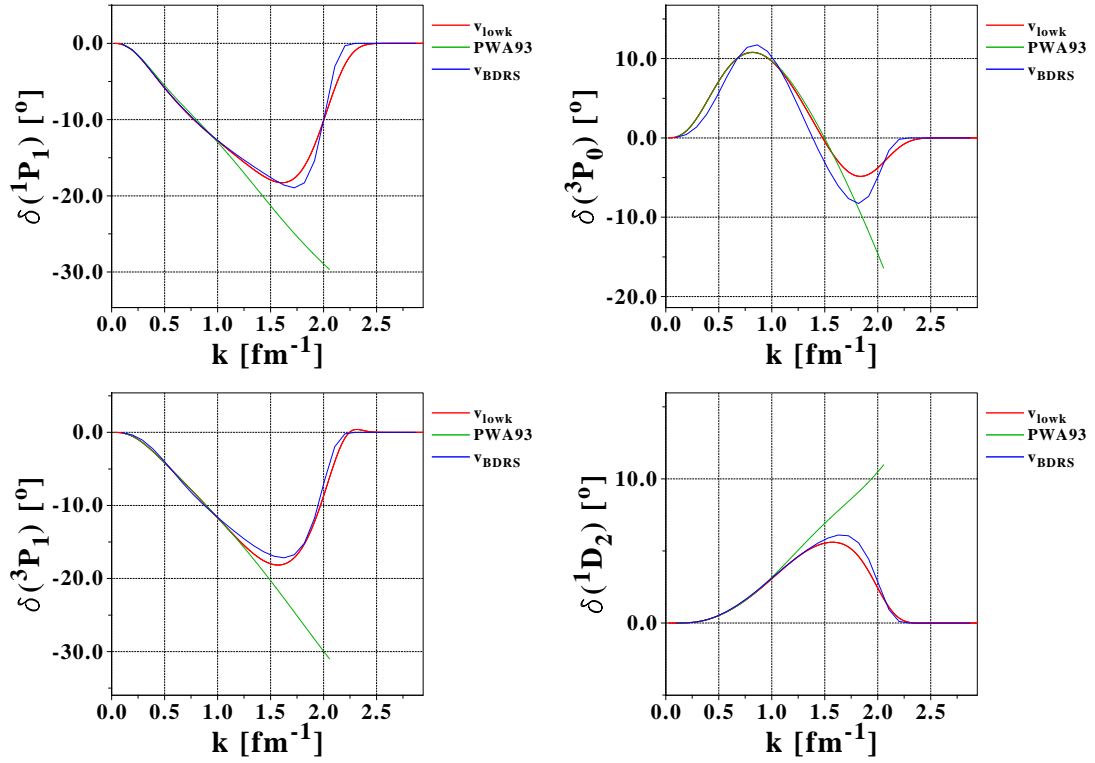 0.0
-10.0
-20.0
-30.0
0.0 0.5 1.0 1.5 2.0 2.5
k [fm⁻¹]
δ(¹P₁) [º]
v_lowk
PWA93
v_BDRS
10.0
0.0
-10.0
-20.0
0.0 0.5 1.0 1.5 2.0 2.5
k [fm⁻¹]
δ(³P₀) [º]
v_lowk
PWA93
v_BDRS
0.0
-10.0
-20.0
-30.0
0.0 0.5 1.0 1.5 2.0 2.5
k [fm⁻¹]
δ(³P₁) [º]
v_lowk
PWA93
v_BDRS
10.0
0.0
0.0 0.5 1.0 1.5 2.0 2.5
k [fm⁻¹]
δ(¹D₂) [º]
v_lowk
PWA93
v_BDRS